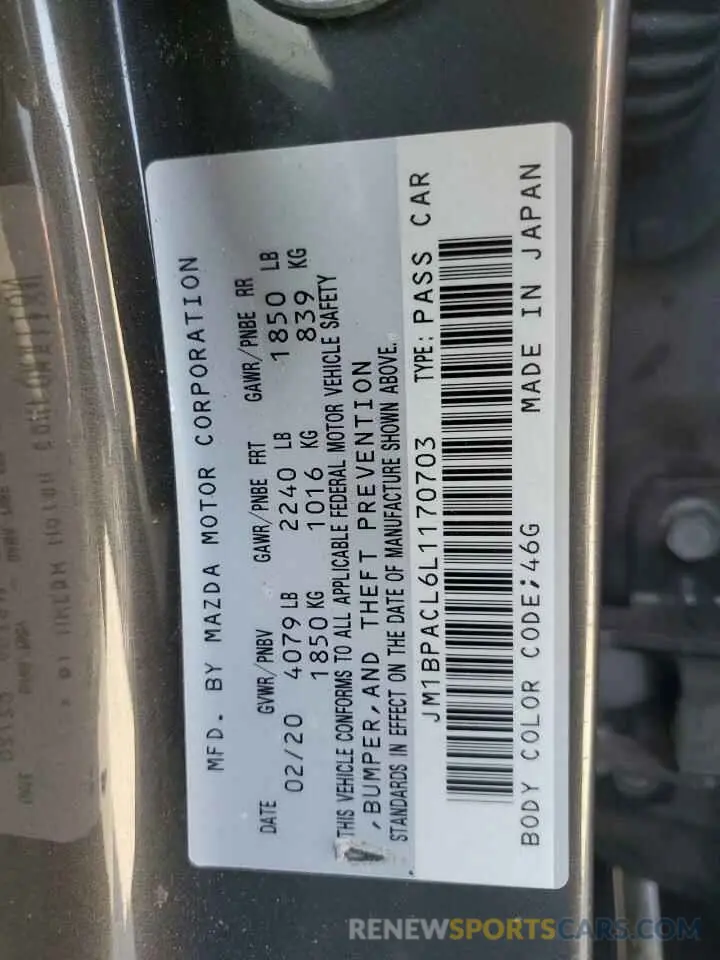 MFD. BY MAZDA MOTOR CORPORATION
DATE GVWR/PNBV GAWR/PNBE FRT GAWR/PNBE RR
02/20 4079 LB 2240 LB 1850 LB
1850 KG 1016 KG 839 KG
THIS VEHICLE CONFORMS TO ALL APPLICABLE FEDERAL MOTOR VEHICLE SAFETY
,BUMPER,AND THEFT PREVENTION
STANDARDS IN EFFECT ON THE DATE OF MANUFACTURE SHOWN ABOVE.
JM1BPACL6L1170703 TYPE: PASS CAR
BODY COLOR CODE;46G MADE IN JAPAN
RENEWSPORTSCARS.COM